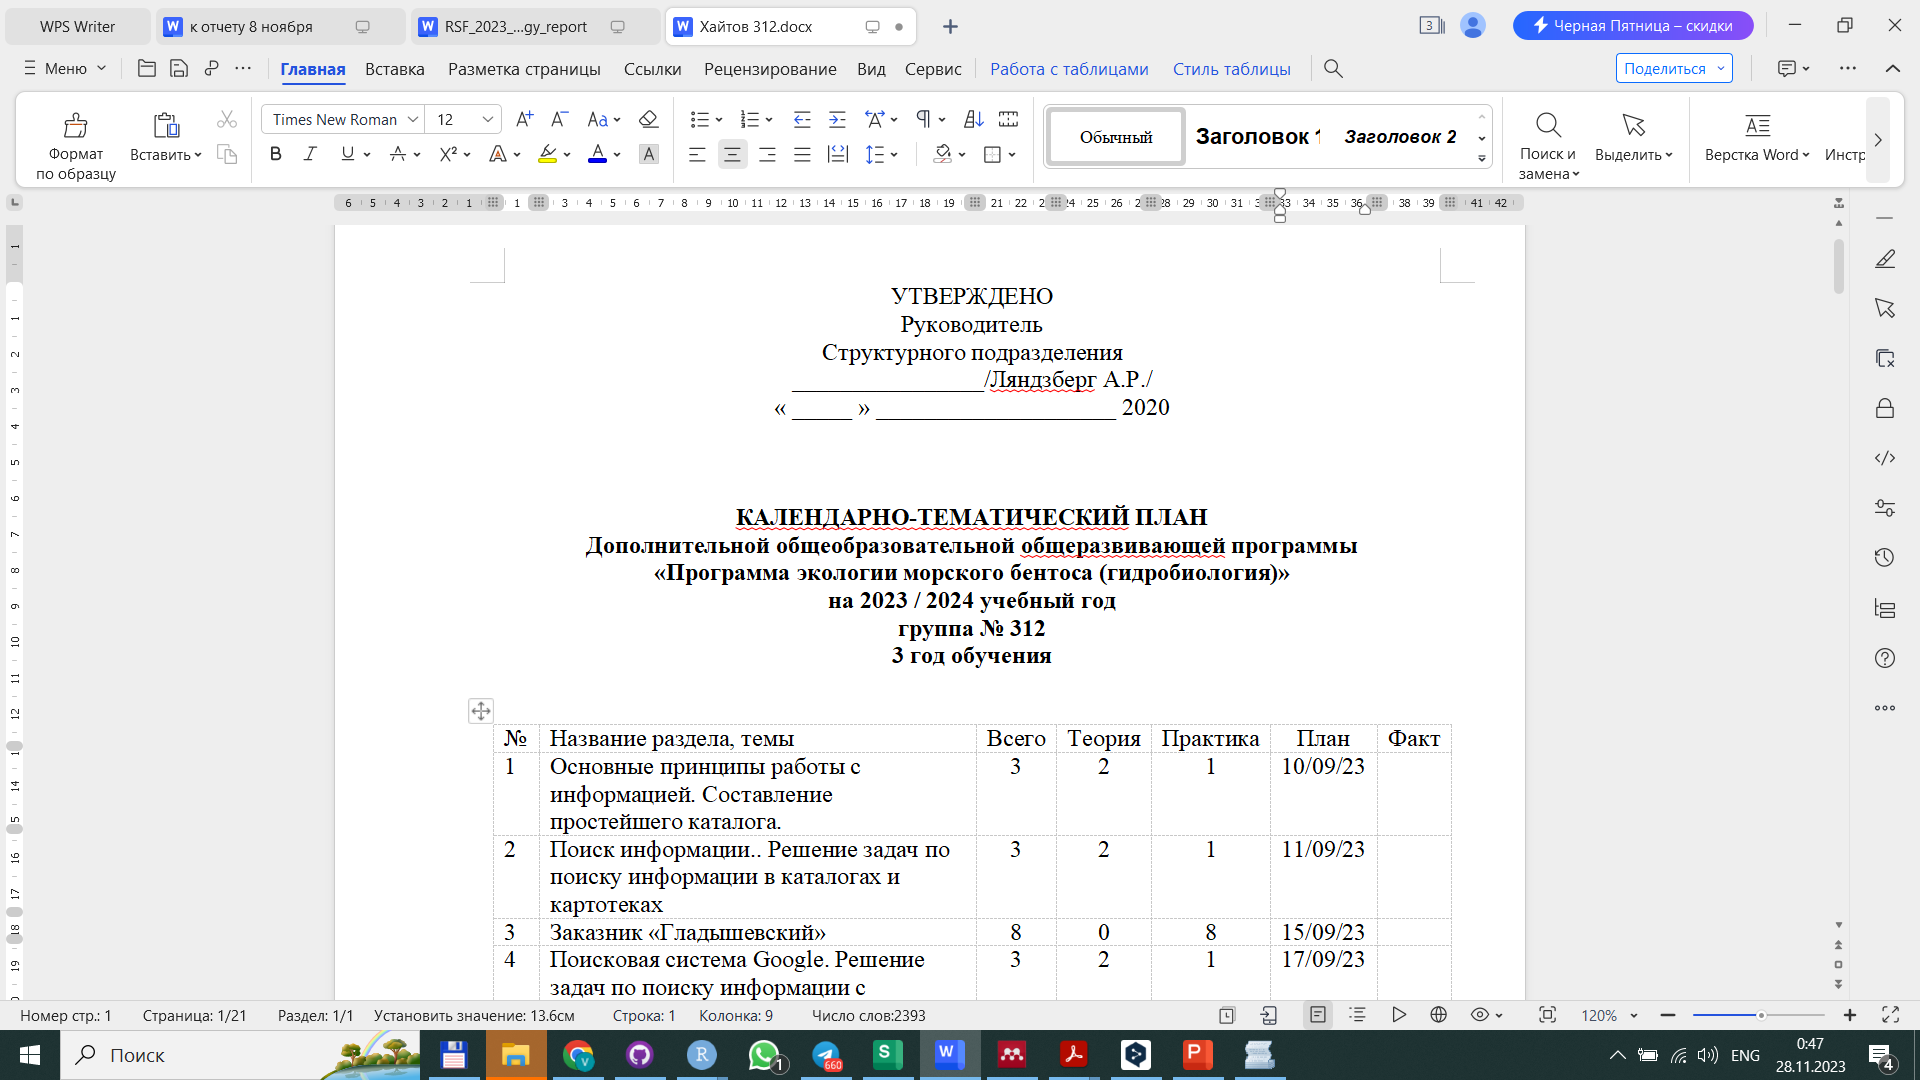 WPS Writer
к отчету 8 ноября
RSF_2023_...gy_report
Хайтов 312.docx
3
Черная Пятница – скидки
Меню
Главная
Вставка
Разметка страницы
Ссылки
Рецензирование
Вид
Сервис
Работа с таблицами
Стиль таблицы
Поделиться
Формат
по образцу
Вставить
Times New Roman
12
Обычный
Заголовок 1
Заголовок 2
Поиск и
замена
Выделить
Верстка Word
Инстр
УТВЕРЖДЕНО
Руководитель
Структурного подразделения
________________/Ляндзберг А.Р./
« _____ » ____________________ 2020
КАЛЕНДАРНО-ТЕМАТИЧЕСКИЙ ПЛАН
Дополнительной общеобразовательной общеразвивающей программы
«Программа экологии морского бентоса (гидробиология)»
на 2023 / 2024 учебный год
группа № 312
3 год обучения
№ Название раздела, темы Всего Теория Практика План Факт
1 Основные принципы работы с 3 2 1 10/09/23
информацией. Составление
простейшего каталога.
2 Поиск информации.. Решение задач по 3 2 1 11/09/23
поиску информации в каталогах и
картотеках
3 Заказник «Гладышевский» 8 0 8 15/09/23
4 Поисковая система Google. Решение 3 2 1 17/09/23
задач по поиску информации с
Номер стр.: 1 Страница: 1/21 Раздел: 1/1 Установить значение: 13.6см Строка: 1 Колонка: 9 Число слов:2393 120%
Поиск
1
660
ENG
0:47
28.11.2023
4